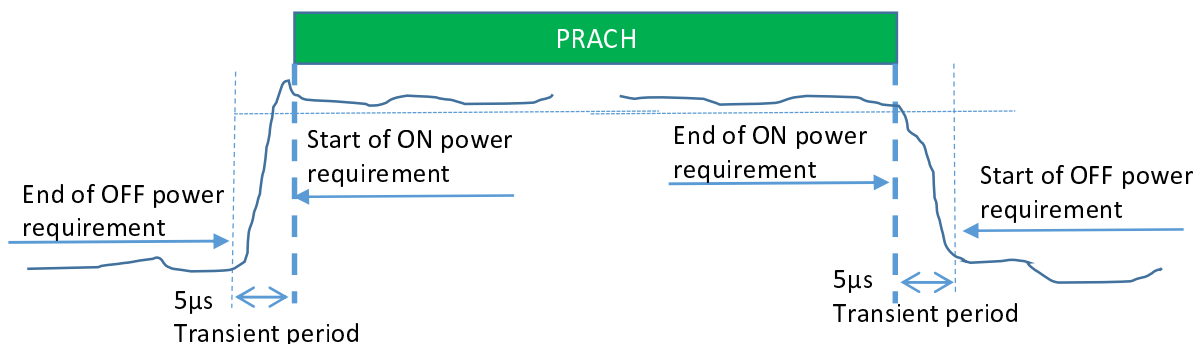 PRACH
Start of ON power
requirement
End of ON power
requirement
End of OFF power
requirement
Start of OFF power
requirement
5µs
Transient period
5µs
Transient period